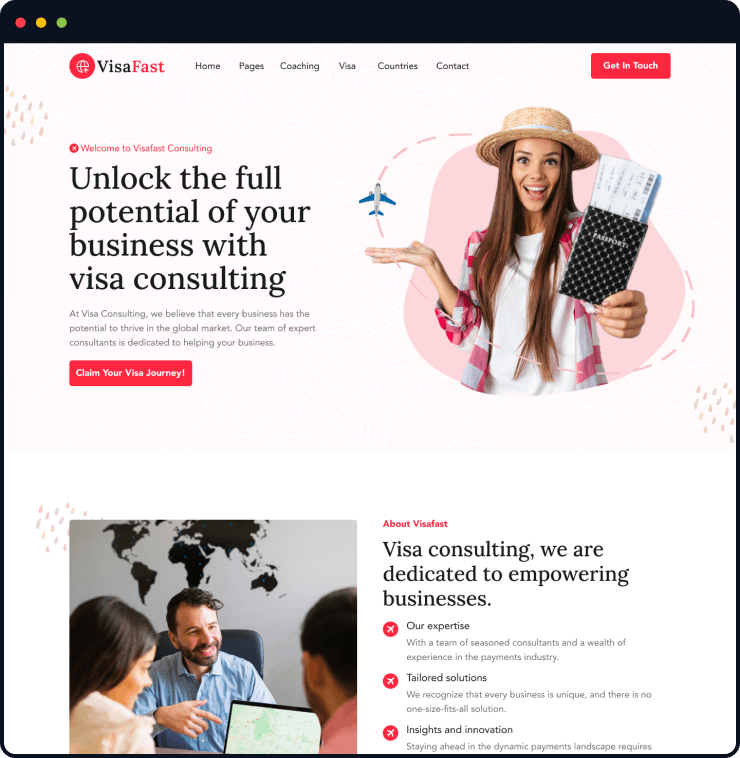 VisaFast
Home Pages Coaching Visa Countries Contact
Get In Touch
Welcome to Visafast Consulting
Unlock the full
potential of your
business with
visa consulting
At Visa Consulting, we believe that every business has the
potential to thrive in the global market. Our team of expert
consultants is dedicated to helping your business.
Claim Your Visa Journey!
PASSPORT
About Visafast
Visa consulting, we are
dedicated to empowering
businesses.
Our expertise
With a team of seasoned consultants and a wealth of
experience in the payments industry.
Tailored solutions
We recognize that every business is unique, and there is no
one-size-fits-all solution.
Insights and innovation
Staying ahead in the dynamic payments landscape requires